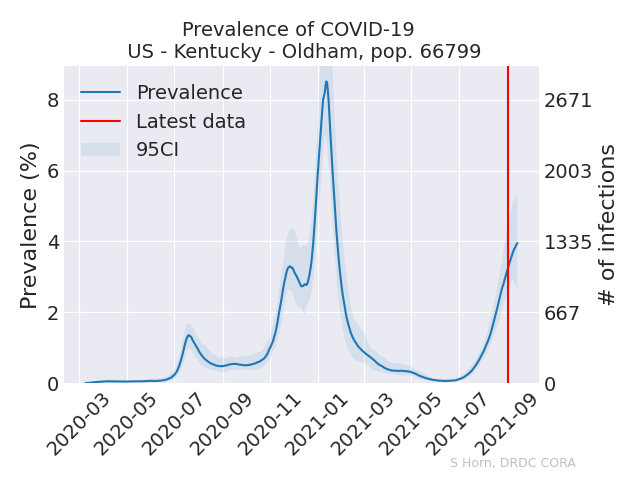 Prevalence of COVID-19
US - Kentucky - Oldham, pop. 66799
Prevalence
Latest data
95CI
Prevalence (%)
8
6
4
2
0
2671
2003
1335
667
0
# of infections
2020-03
2020-05
2020-07
2020-09
2020-11
2021-01
2021-03
2021-05
2021-07
2021-09
S Horn, DRDC CORA